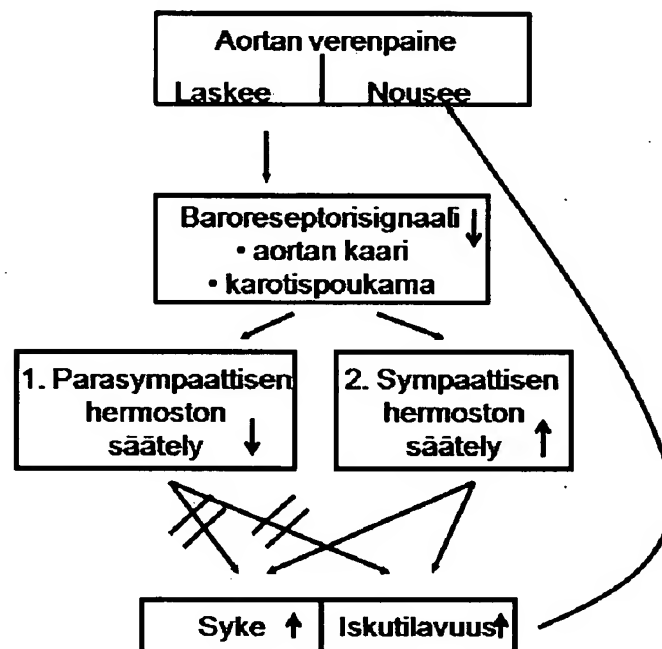 Aortan verenpaine
Laskee Nousee
Baroreseptorisignaali ↓
• aortan kaari
• karotispoukama
1. Parasympaattisen
hermoston
säätely ↓
2. Sympaattisen
hermoston
säätely ↑
Syke ↑ Iskutilavuus ↑